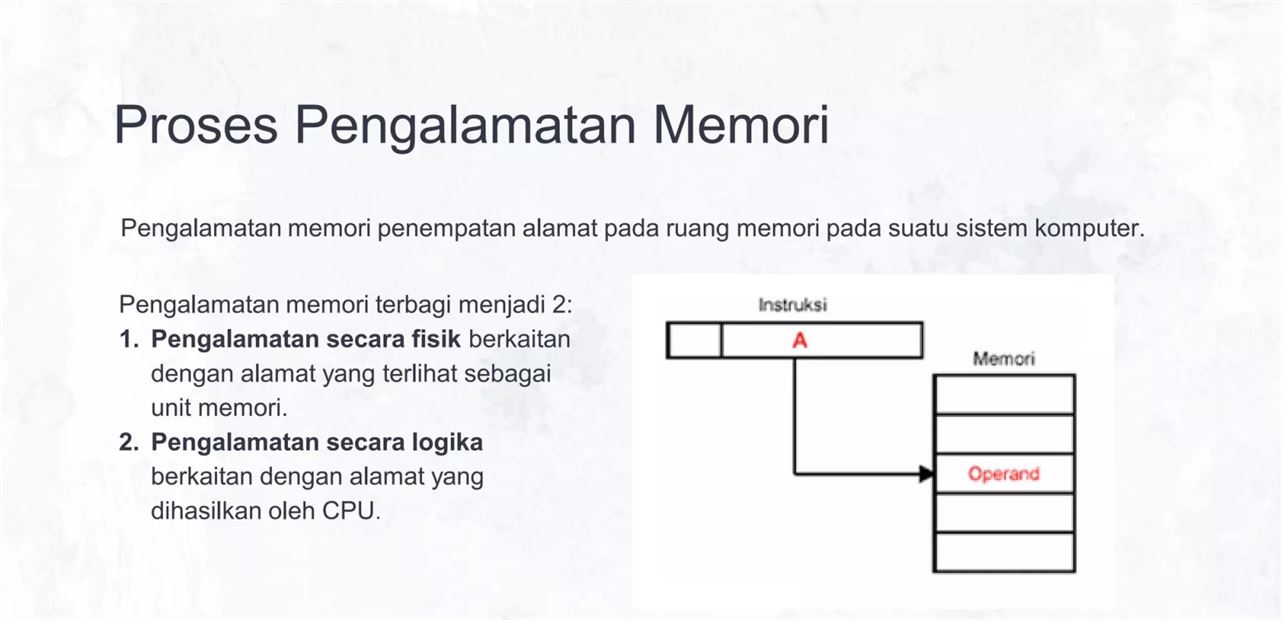 Proses Pengalamatan Memori
Pengalamatan memori penempatan alamat pada ruang memori pada suatu sistem komputer.
Pengalamatan memori terbagi menjadi 2:
1. Pengalamatan secara fisik berkaitan
dengan alamat yang terlihat sebagai
unit memori.
2. Pengalamatan secara logika
berkaitan dengan alamat yang
dihasilkan oleh CPU.
Instruksi
A
Memori
Operand